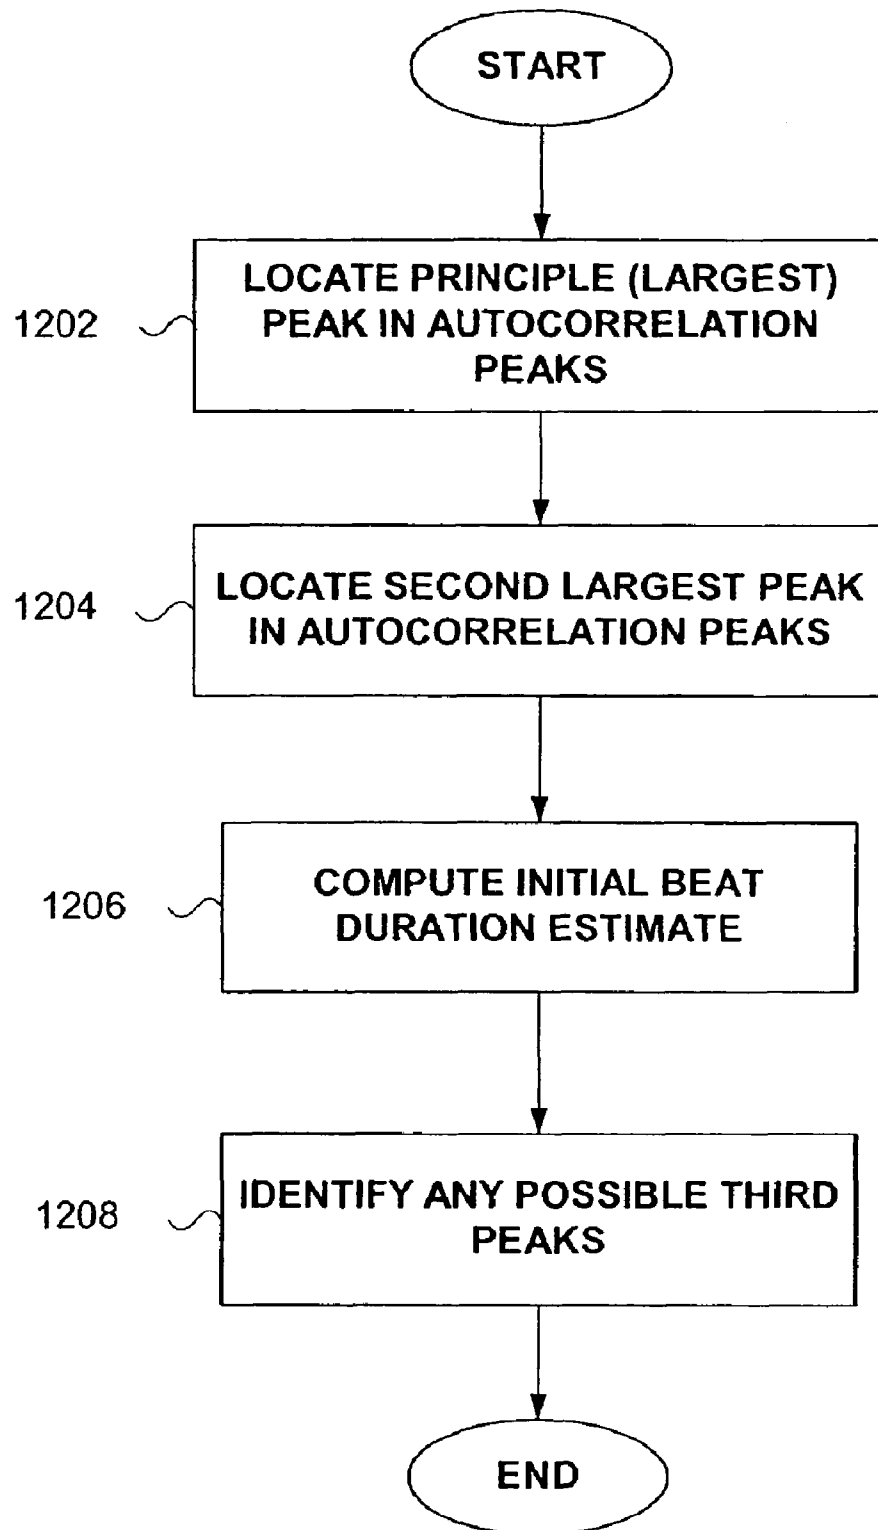 START
LOCATE PRINCIPLE (LARGEST)
PEAK IN AUTOCORRELATION
PEAKS
1202
LOCATE SECOND LARGEST PEAK
IN AUTOCORRELATION PEAKS
1204
COMPUTE INITIAL BEAT
DURATION ESTIMATE
1206
IDENTIFY ANY POSSIBLE THIRD
PEAKS
1208
END